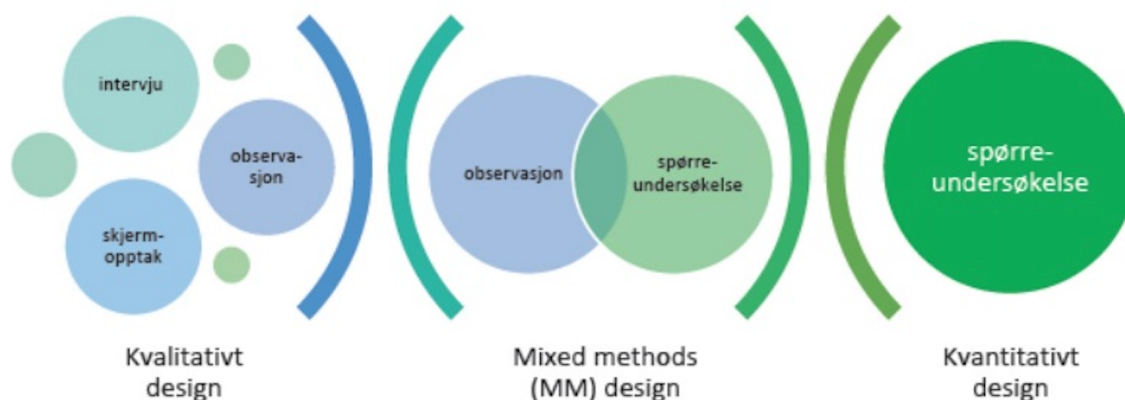 intervju
observa-
sjon
skjerm-
opptak
Kvalitativt
design
observasjon
spørre-
undersøkelse
Mixed methods
(MM) design
spørre-
undersøkelse
Kvantitativt
design